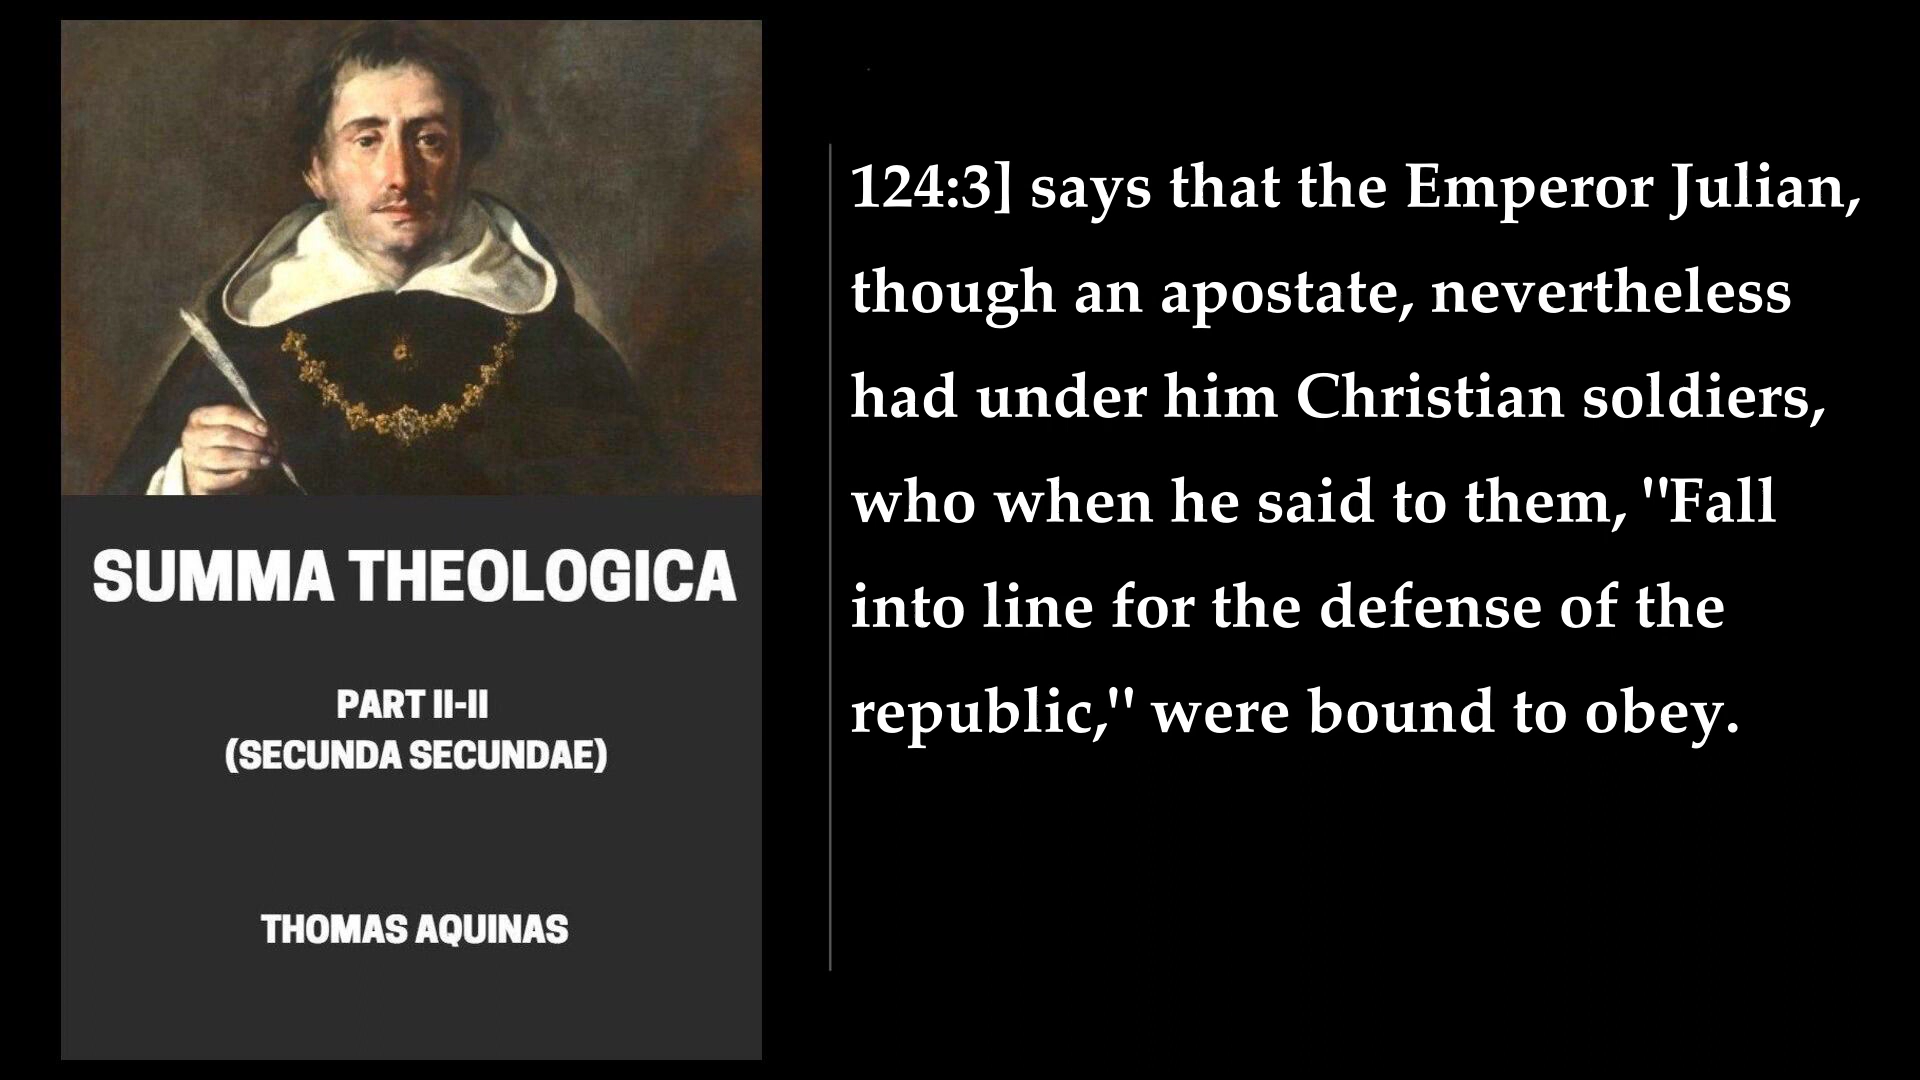 SUMMA THEOLOGICA
PART II-II
(SECUNDA SECUNDAE)
THOMAS AQUINAS
124:3] says that the Emperor Julian,
though an apostate, nevertheless
had under him Christian soldiers,
who when he said to them, "Fall
into line for the defense of the
republic," were bound to obey.